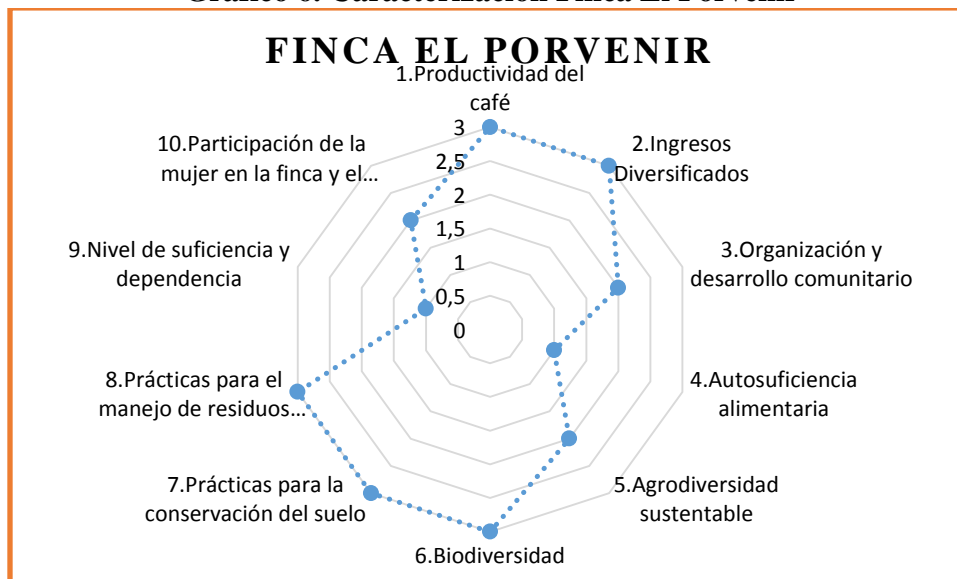 FINCA EL PORVENIR
1.Productividad del
café
2.Ingresos
Diversificados
3.Organización y
desarrollo comunitario
4.Autosuficiencia
alimentaria
5.Agrodiversidad
sustentable
6.Biodiversidad
7.Prácticas para la
conservación del suelo
8.Prácticas para el
manejo de residuos...
9.Nivel de suficiencia y
dependencia
10.Participación de la
mujer en la finca y el...
3
2,5
2
1,5
1
0,5
0